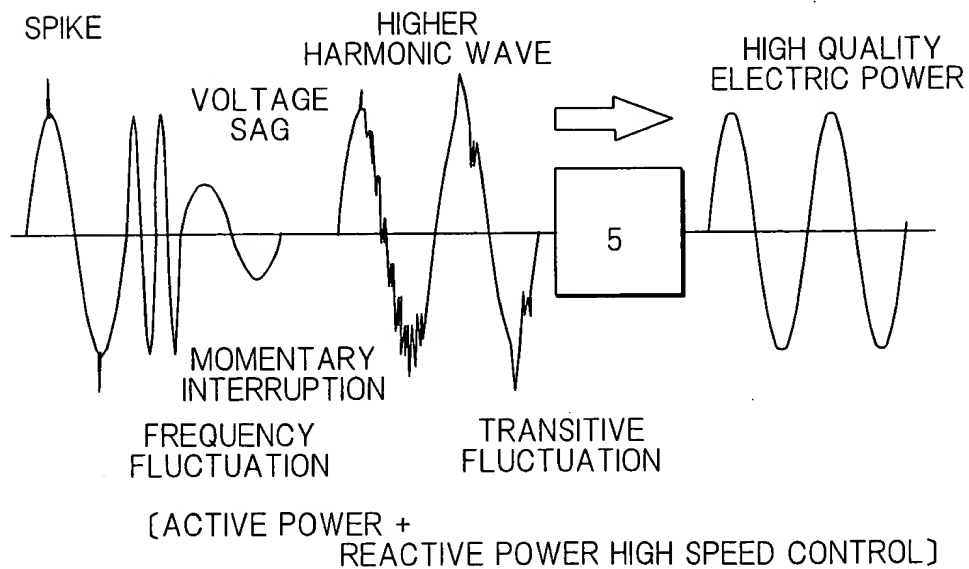 SPIKE
HIGHER
HARMONIC WAVE
HIGH QUALITY
ELECTRIC POWER
VOLTAGE
SAG
5
MOMENTARY
INTERRUPTION
FREQUENCY
FLUCTUATION
TRANSITIVE
FLUCTUATION
〔ACTIVE POWER +
REACTIVE POWER HIGH SPEED CONTROL〕